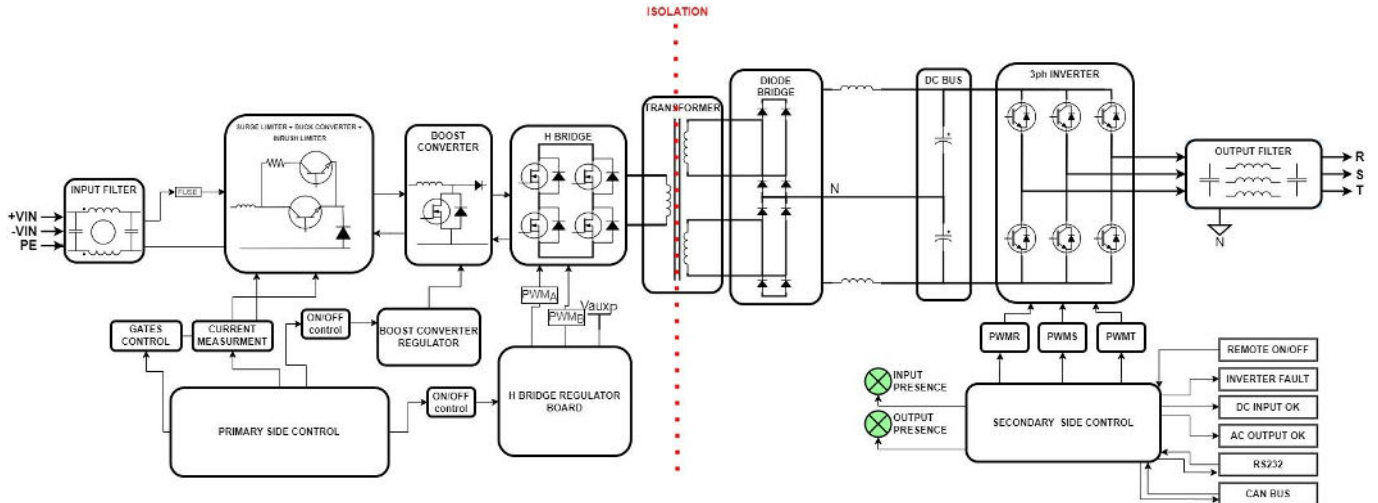 ISOLATION
SURGE LIMITER + BUCK CONVERTER +
INRUSH LIMITER
BOOST
CONVERTER
H BRIDGE
TRANSFORMER
DIODE
BRIDGE
DC BUS
3ph INVERTER
OUTPUT FILTER
R
S
T
N
N
INPUT FILTER
FUSE
+VIN
-VIN
PE
PWMA
PWMB
VauxP
GATES
CONTROL
CURRENT
MEASURMENT
ON/OFF
control
BOOST CONVERTER
REGULATOR
PRIMARY SIDE CONTROL
ON/OFF
control
H BRIDGE REGULATOR
BOARD
PWMR
PWMS
PWMT
INPUT
PRESENCE
OUTPUT
PRESENCE
SECONDARY SIDE CONTROL
REMOTE ON/OFF
INVERTER FAULT
DC INPUT OK
AC OUTPUT OK
RS232
CAN BUS